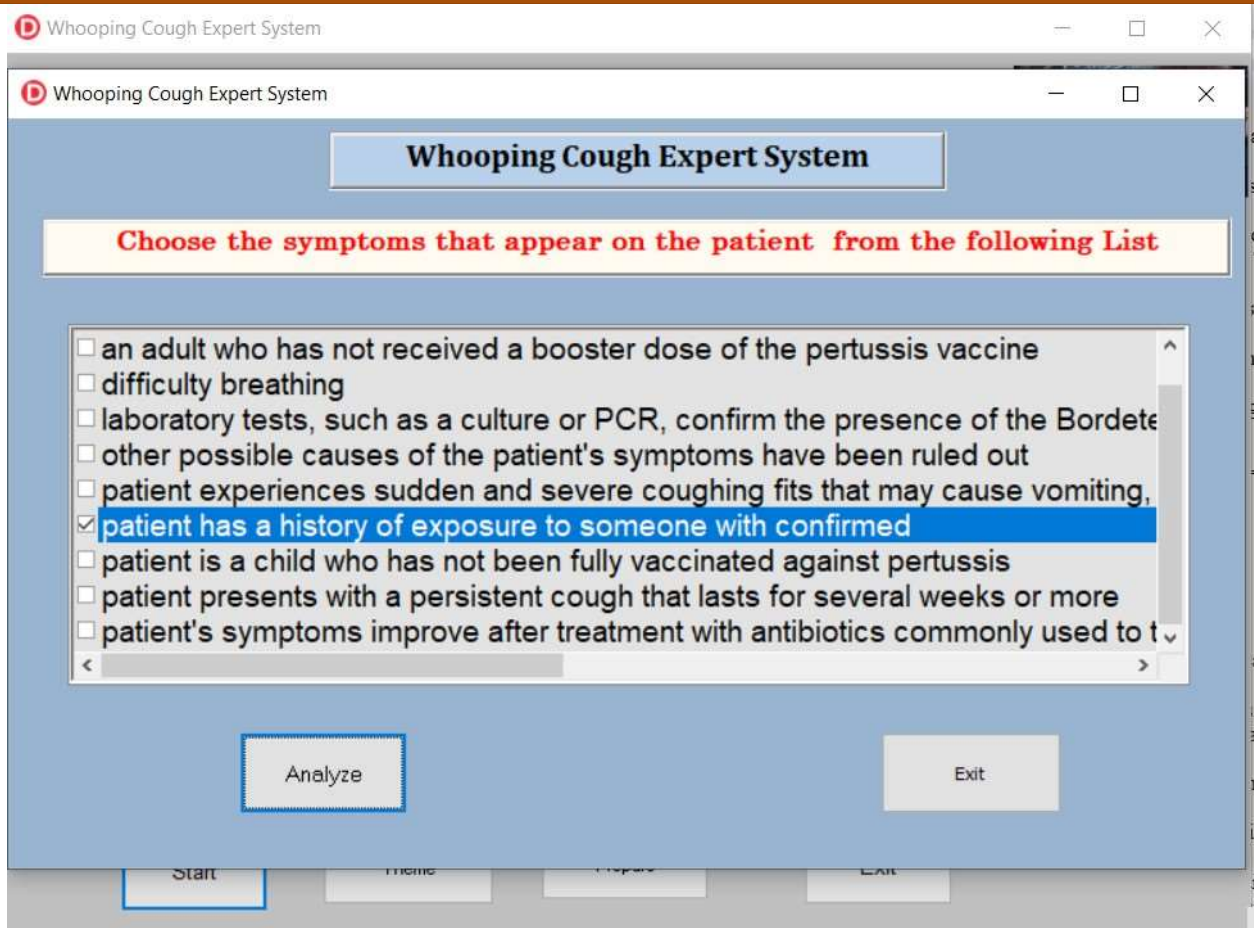 Whooping Cough Expert System
Whooping Cough Expert System
Whooping Cough Expert System
Choose the symptoms that appear on the patient from the following List
an adult who has not received a booster dose of the pertussis vaccine
difficulty breathing
laboratory tests, such as a culture or PCR, confirm the presence of the Bordete
other possible causes of the patient's symptoms have been ruled out
patient experiences sudden and severe coughing fits that may cause vomiting,
patient has a history of exposure to someone with confirmed
patient is a child who has not been fully vaccinated against pertussis
patient presents with a persistent cough that lasts for several weeks or more
patient's symptoms improve after treatment with antibiotics commonly used to t
Analyze Exit
Start Theme Prepare Exit